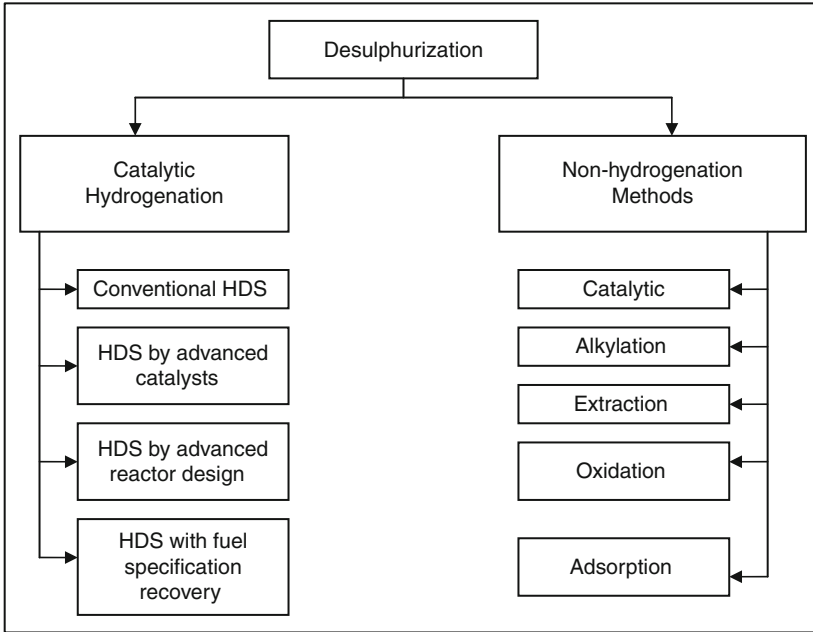 Desulphurization
Catalytic
Hydrogenation
Conventional HDS
HDS by advanced
catalysts
HDS by advanced
reactor design
HDS with fuel
specification
recovery
Non-hydrogenation
Methods
Catalytic
Alkylation
Extraction
Oxidation
Adsorption